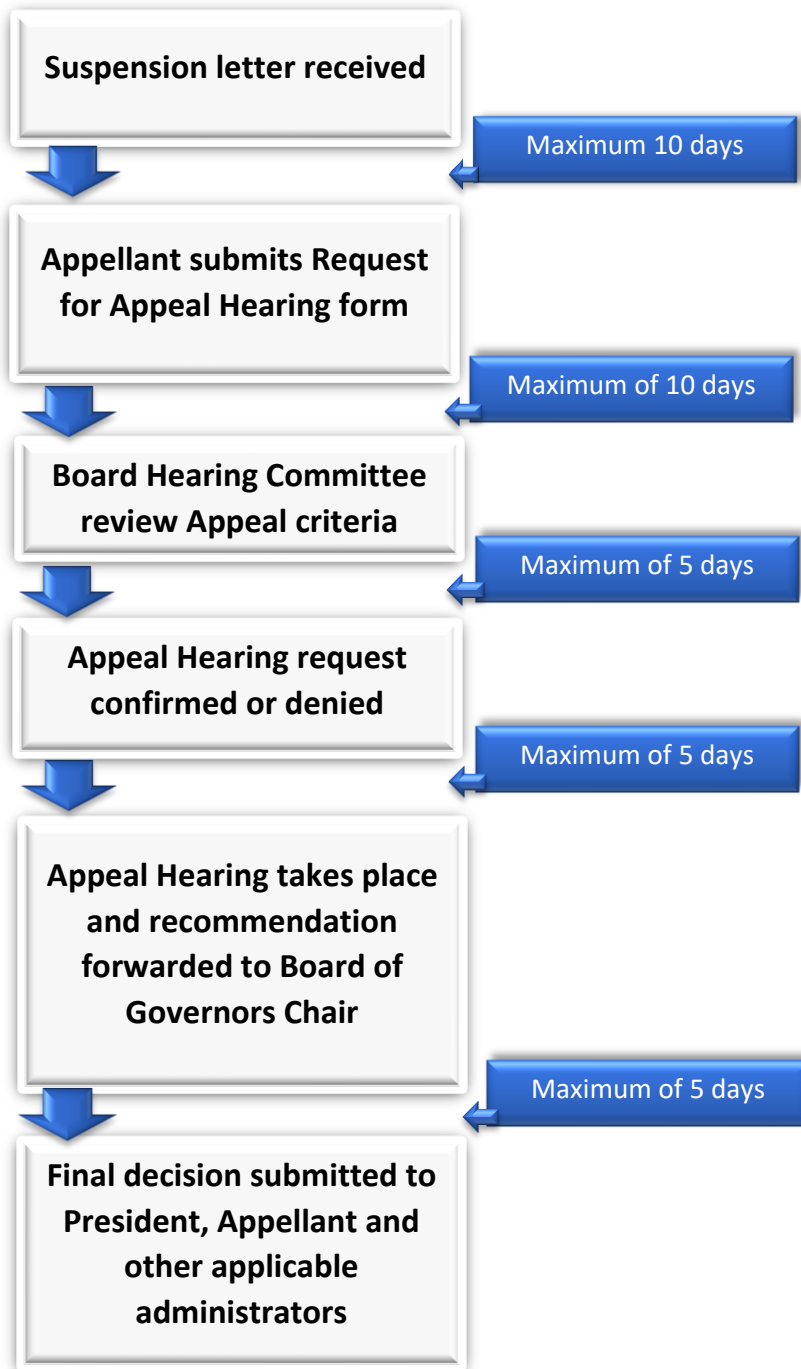 Suspension letter received
Maximum 10 days
Appellant submits Request
for Appeal Hearing form
Maximum of 10 days
Board Hearing Committee
review Appeal criteria
Maximum of 5 days
Appeal Hearing request
confirmed or denied
Maximum of 5 days
Appeal Hearing takes place
and recommendation
forwarded to Board of
Governors Chair
Maximum of 5 days
Final decision submitted to
President, Appellant and
other applicable
administrators